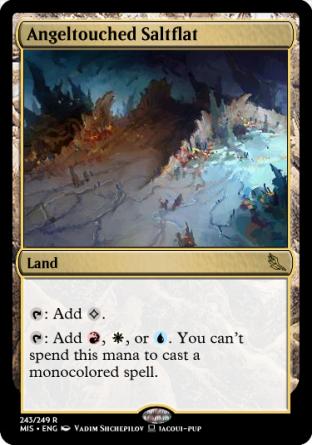 Angeltouched Saltflat
Land
: Add .
: Add , , or . You can't
spend this mana to cast a
monocolored spell.
243/249 R
MIS • ENG Vadim Shchepilov iacoui-pup